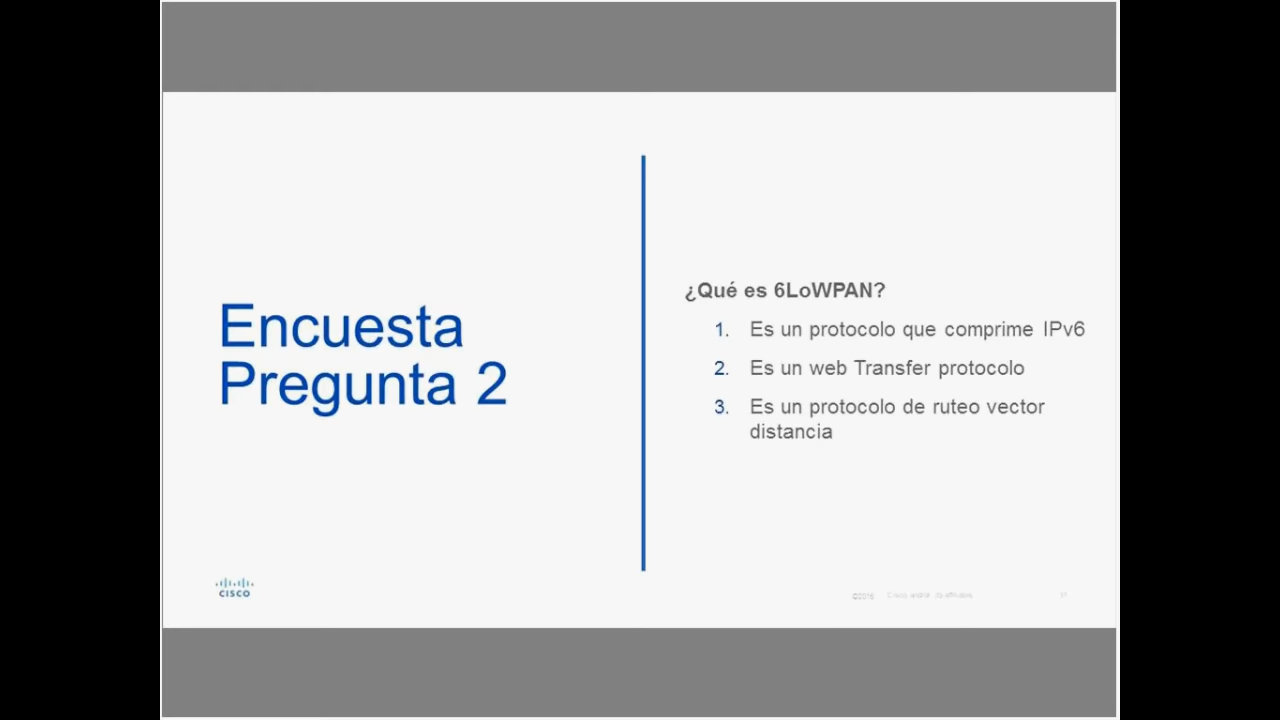 Encuesta
Pregunta 2
¿Qué es 6LoWPAN?
1. Es un protocolo que comprime IPv6
2. Es un web Transfer protocolo
3. Es un protocolo de ruteo vector
distancia
CISCO